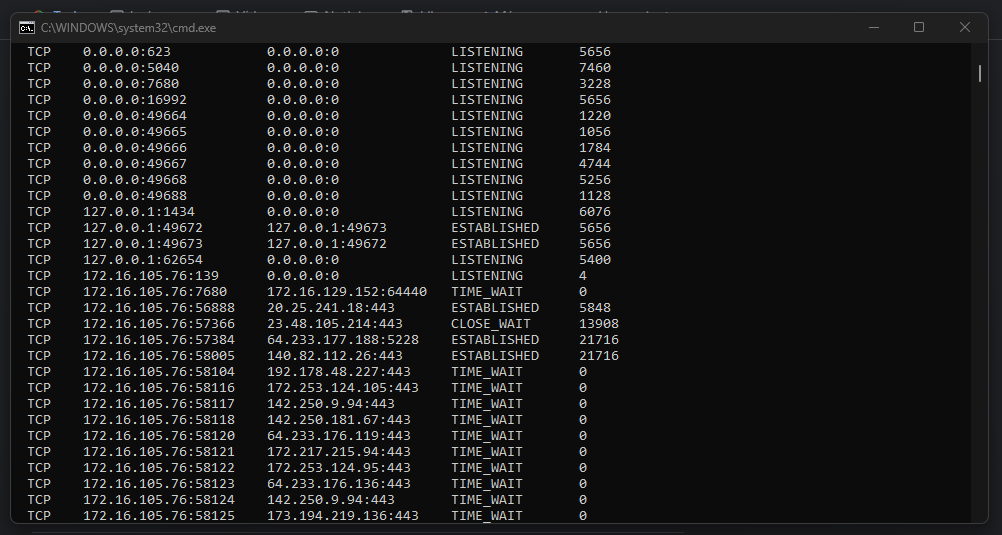 C:\WINDOWS\system32\cmd.exe
TCP 0.0.0.0:623 0.0.0.0:0 LISTENING 5656
TCP 0.0.0.0:5040 0.0.0.0:0 LISTENING 7460
TCP 0.0.0.0:7680 0.0.0.0:0 LISTENING 3228
TCP 0.0.0.0:16992 0.0.0.0:0 LISTENING 5656
TCP 0.0.0.0:49664 0.0.0.0:0 LISTENING 1220
TCP 0.0.0.0:49665 0.0.0.0:0 LISTENING 1056
TCP 0.0.0.0:49666 0.0.0.0:0 LISTENING 1784
TCP 0.0.0.0:49667 0.0.0.0:0 LISTENING 4744
TCP 0.0.0.0:49668 0.0.0.0:0 LISTENING 5256
TCP 0.0.0.0:49688 0.0.0.0:0 LISTENING 1128
TCP 127.0.0.1:1434 0.0.0.0:0 LISTENING 6076
TCP 127.0.0.1:49672 127.0.0.1:49673 ESTABLISHED 5656
TCP 127.0.0.1:49673 127.0.0.1:49672 ESTABLISHED 5656
TCP 127.0.0.1:62654 0.0.0.0:0 LISTENING 5400
TCP 172.16.105.76:139 0.0.0.0:0 LISTENING 4
TCP 172.16.105.76:7680 172.16.129.152:64440 TIME_WAIT 0
TCP 172.16.105.76:56888 20.25.241.18:443 ESTABLISHED 5848
TCP 172.16.105.76:57366 23.48.105.214:443 CLOSE_WAIT 13908
TCP 172.16.105.76:57384 64.233.177.188:5228 ESTABLISHED 21716
TCP 172.16.105.76:58005 140.82.112.26:443 ESTABLISHED 21716
TCP 172.16.105.76:58104 192.178.48.227:443 TIME_WAIT 0
TCP 172.16.105.76:58116 172.253.124.105:443 TIME_WAIT 0
TCP 172.16.105.76:58117 142.250.9.94:443 TIME_WAIT 0
TCP 172.16.105.76:58118 142.250.181.67:443 TIME_WAIT 0
TCP 172.16.105.76:58120 64.233.176.119:443 TIME_WAIT 0
TCP 172.16.105.76:58121 172.217.215.94:443 TIME_WAIT 0
TCP 172.16.105.76:58122 172.253.124.95:443 TIME_WAIT 0
TCP 172.16.105.76:58123 64.233.176.136:443 TIME_WAIT 0
TCP 172.16.105.76:58124 142.250.9.94:443 TIME_WAIT 0
TCP 172.16.105.76:58125 173.194.219.136:443 TIME_WAIT 0